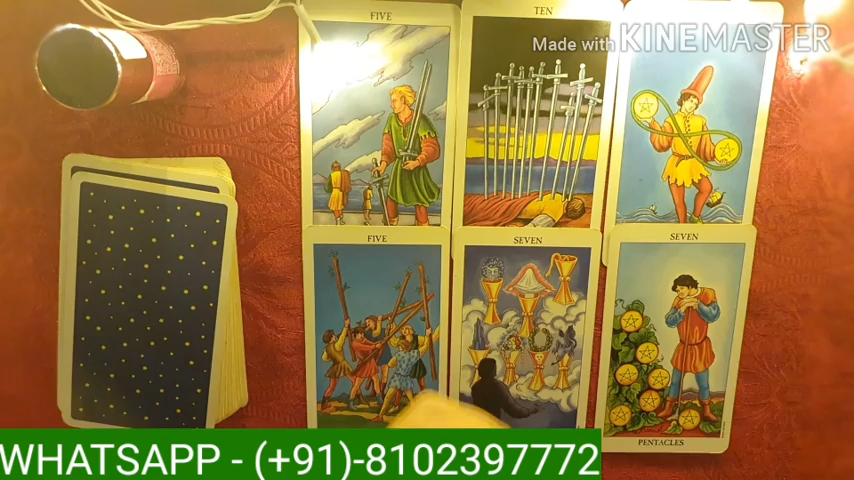 FIVE
TEN
Made with KINEMASTER
FIVE
SEVEN
SEVEN
PENTACLES
WHATSAPP - (+91)-8102397772